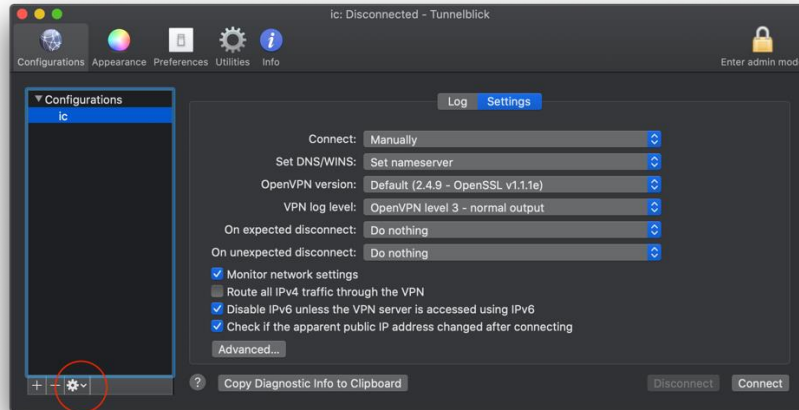 ic: Disconnected - Tunnelblick
Configurations Appearance Preferences Utilities Info
Enter admin mod
Configurations
ic
Log Settings
Connect: Manually
Set DNS/WINS: Set nameserver
OpenVPN version: Default (2.4.9 - OpenSSL v1.1.1e)
VPN log level: OpenVPN level 3 - normal output
On expected disconnect: Do nothing
On unexpected disconnect: Do nothing
Monitor network settings
Route all IPv4 traffic through the VPN
Disable IPv6 unless the VPN server is accessed using IPv6
Check if the apparent public IP address changed after connecting
Advanced...
? Copy Diagnostic Info to Clipboard Disconnect Connect